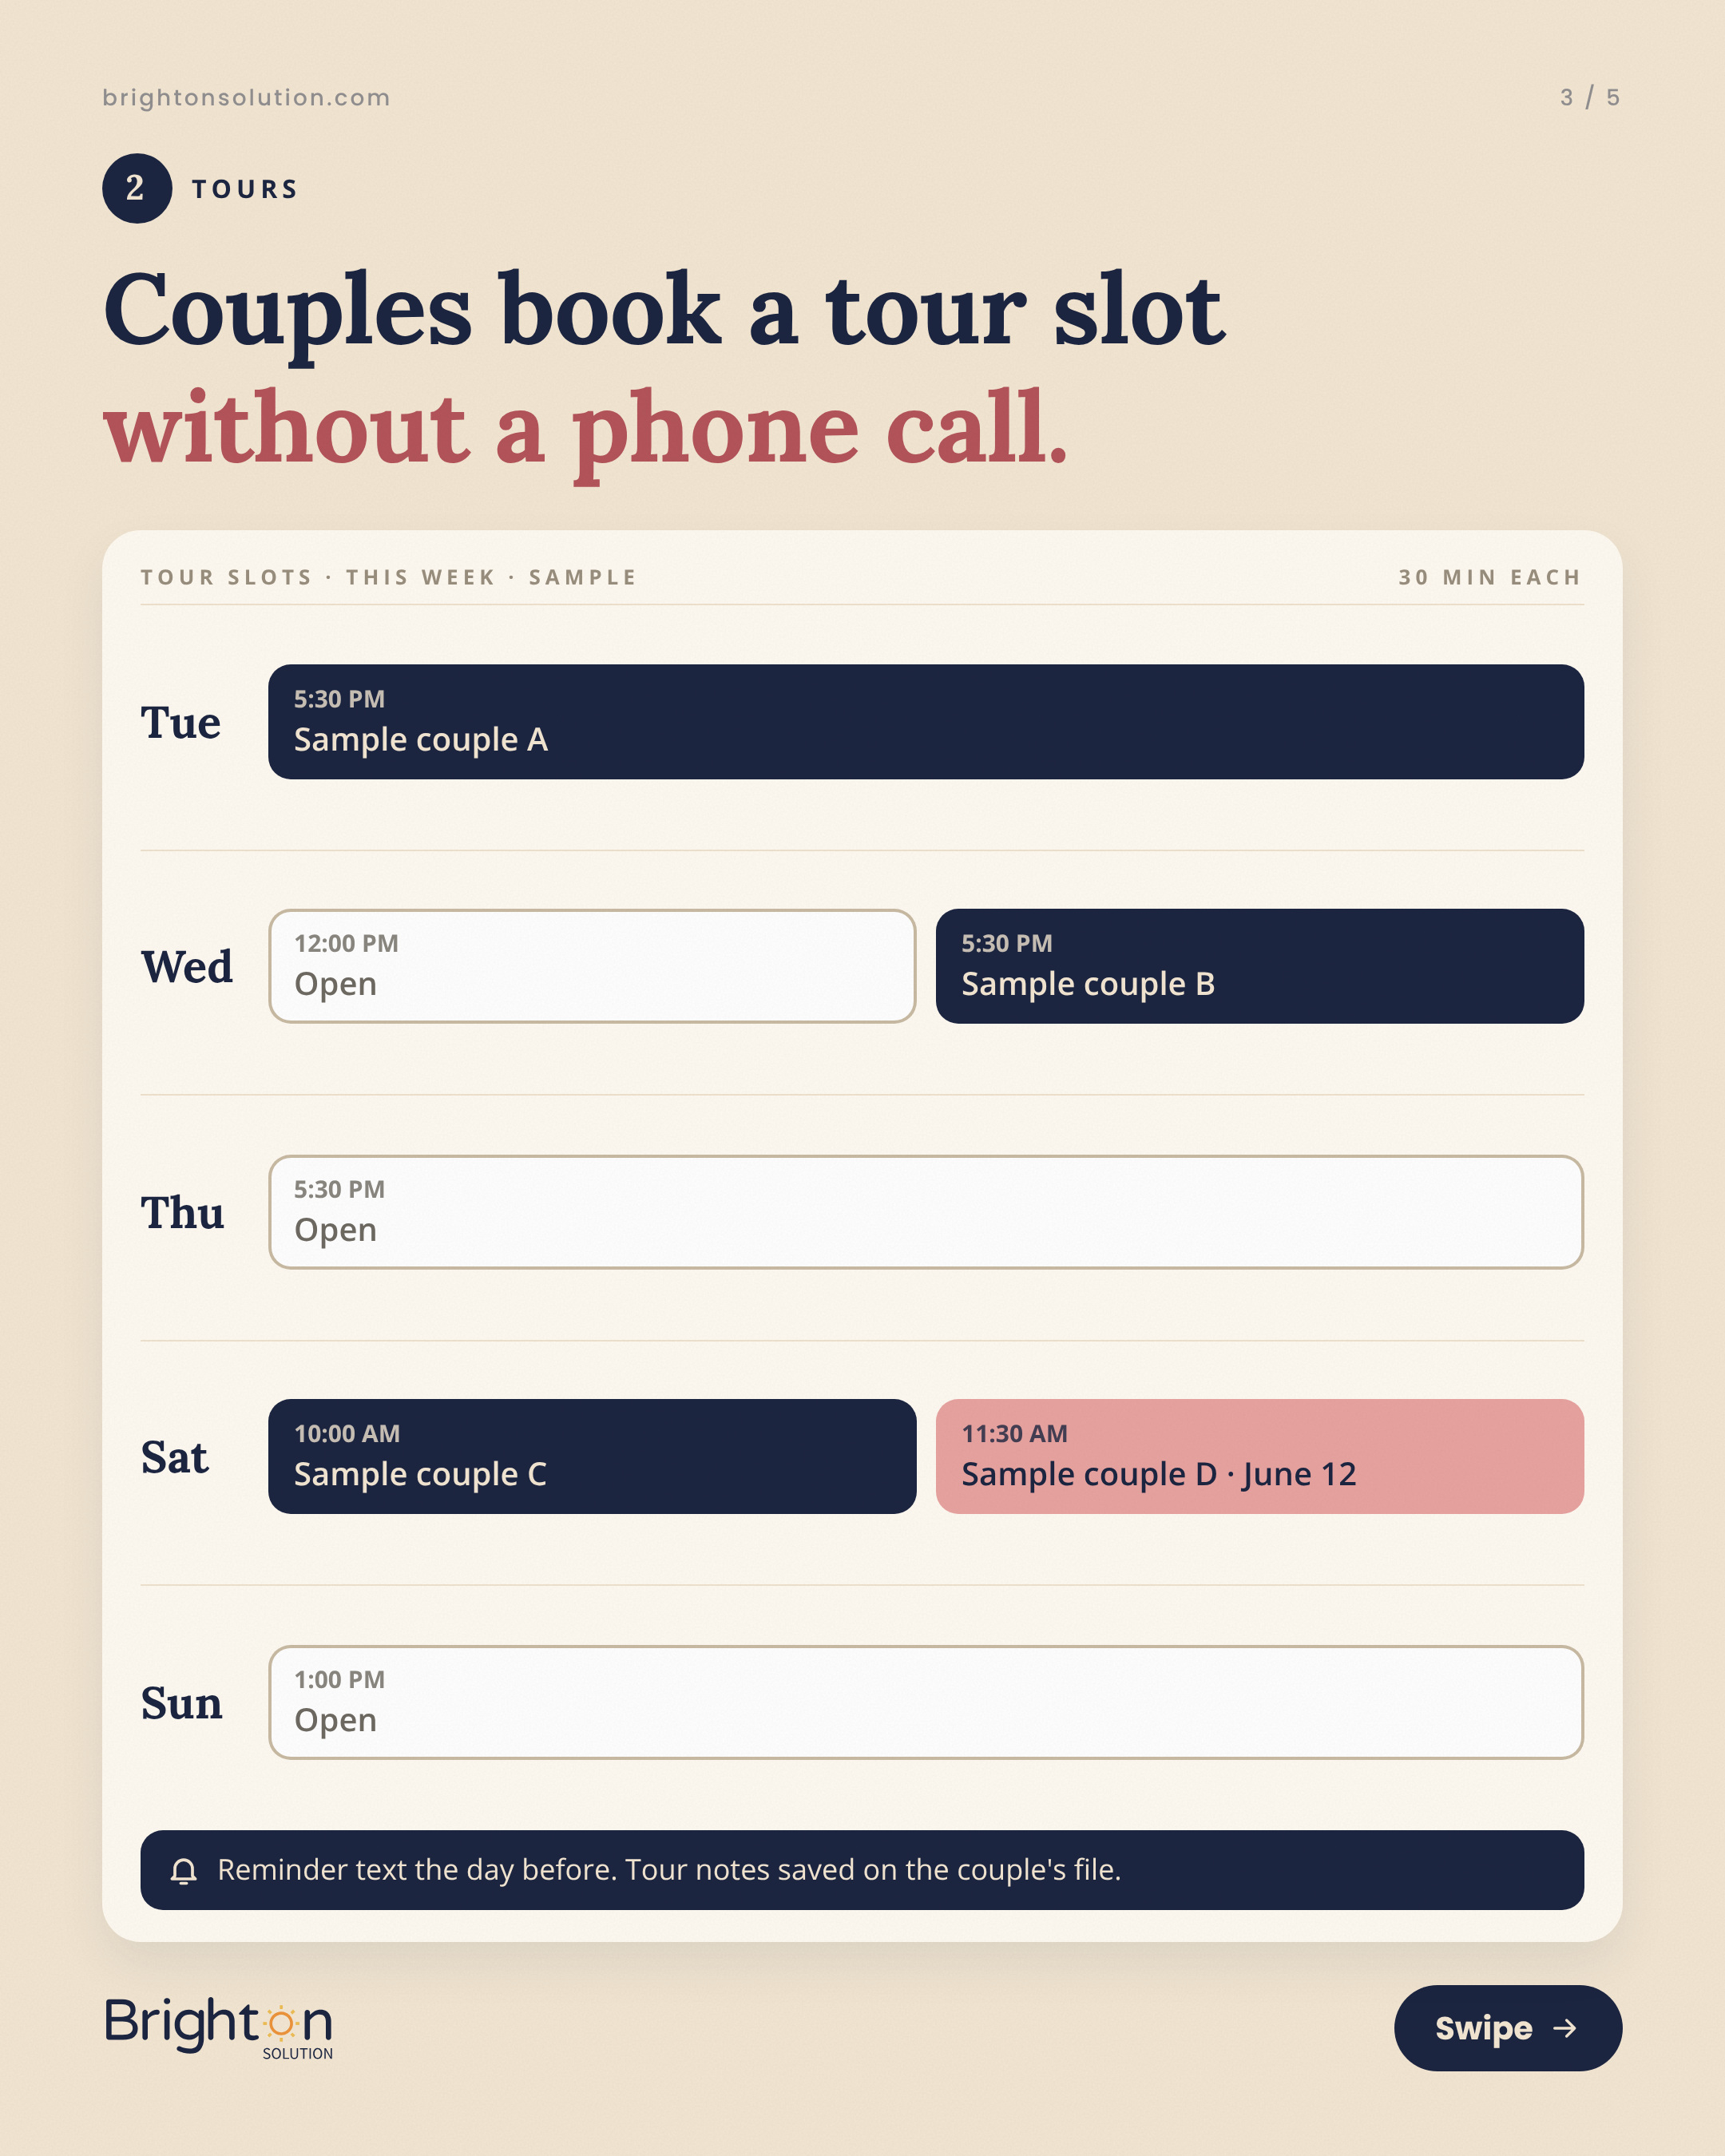 brightonsolution.com
3 / 5
2 TOURS
Couples book a tour slot
without a phone call.
TOUR SLOTS · THIS WEEK · SAMPLE
30 MIN EACH
Tue
5:30 PM
Sample couple A
Wed
12:00 PM
Open
5:30 PM
Sample couple B
Thu
5:30 PM
Open
Sat
10:00 AM
Sample couple C
11:30 AM
Sample couple D · June 12
Sun
1:00 PM
Open
Reminder text the day before. Tour notes saved on the couple's file.
Brighton
SOLUTION
Swipe →